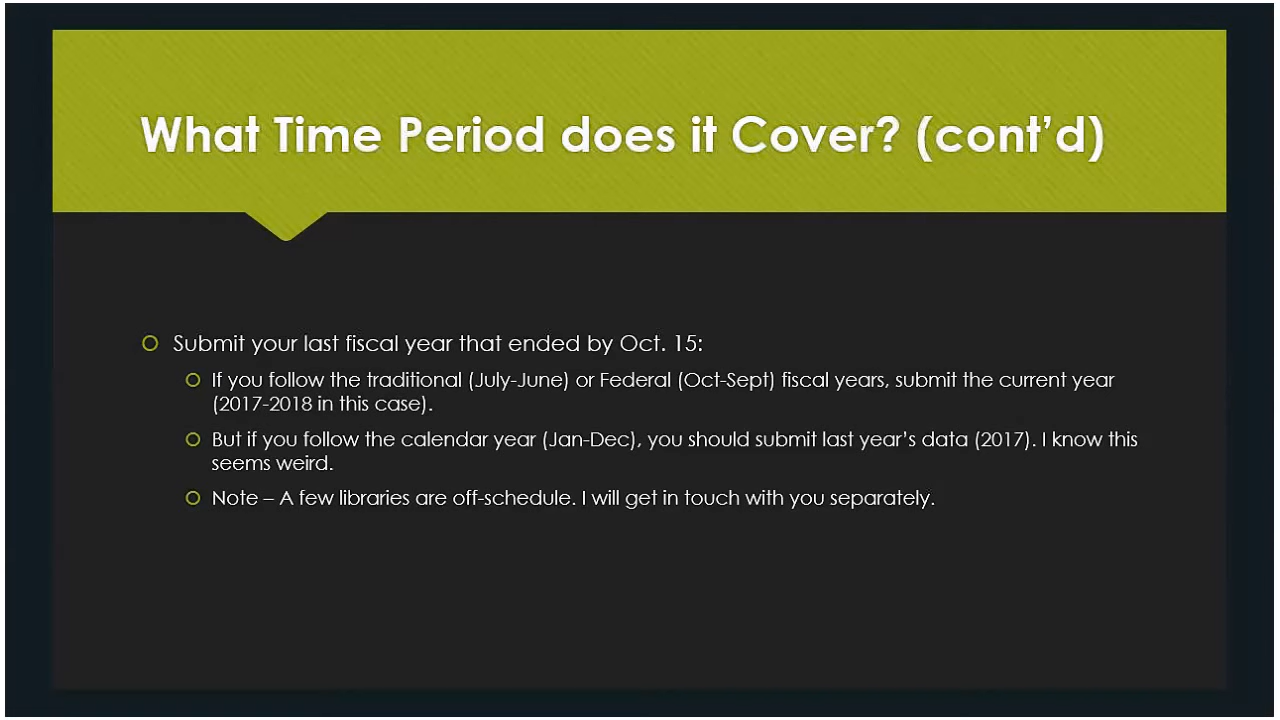 What Time Period does it Cover? (cont’d)
Submit your last fiscal year that ended by Oct. 15:
If you follow the traditional (July-June) or Federal (Oct-Sept) fiscal years, submit the current year
(2017-2018 in this case).
But if you follow the calendar year (Jan-Dec), you should submit last year’s data (2017). I know this
seems weird.
Note – A few libraries are off-schedule. I will get in touch with you separately.